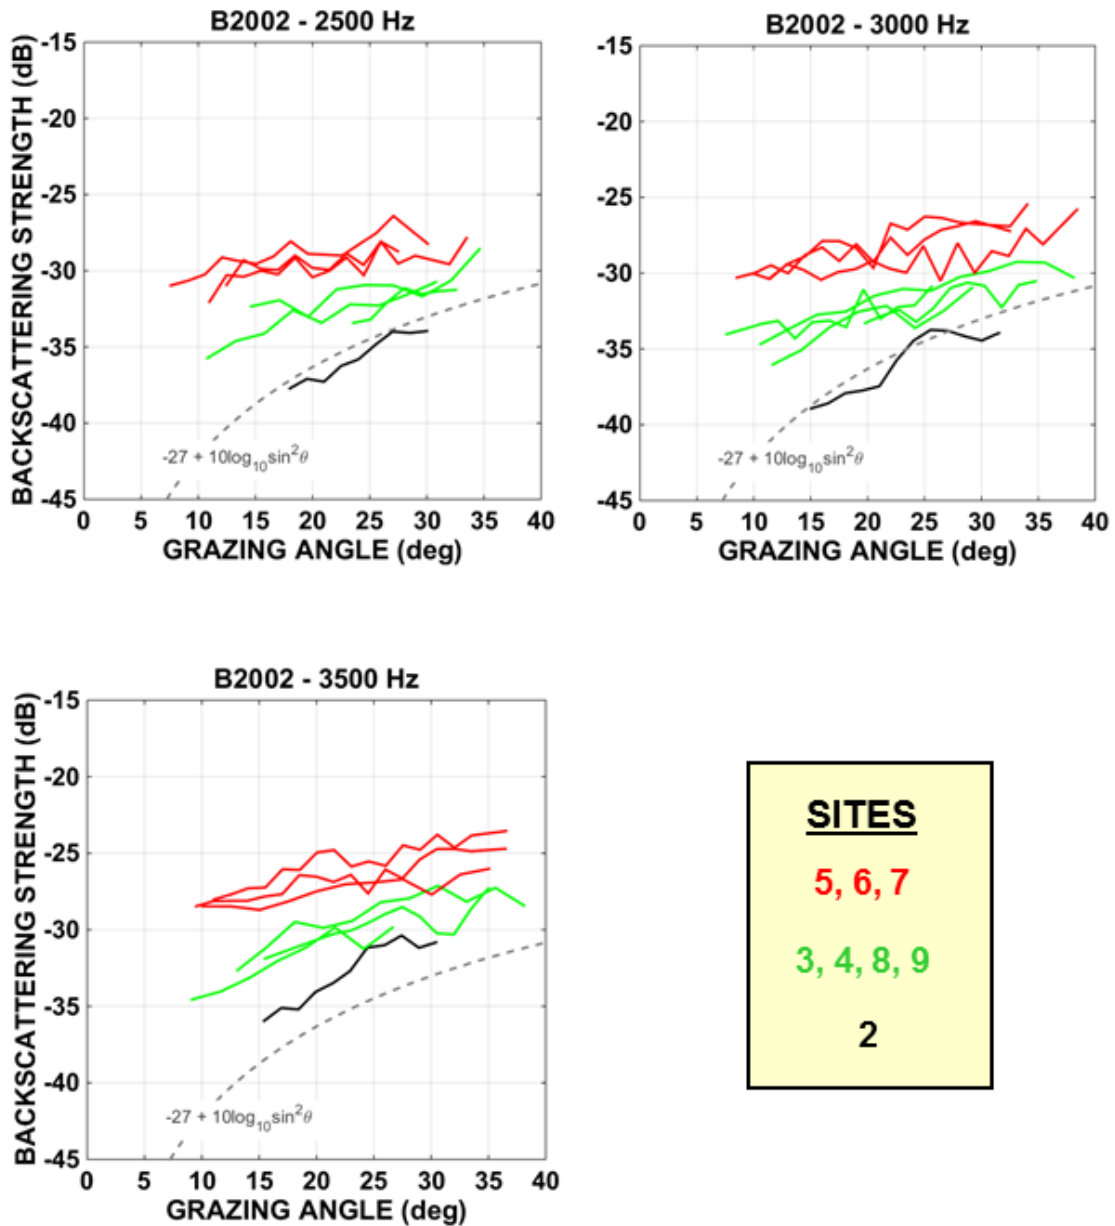 B2002 - 2500 Hz
BACKSCATTERING STRENGTH (dB)
-15
-20
-25
-30
-35
-40
-45
-27 + 10log10sin2θ
0 5 10 15 20 25 30 35 40
GRAZING ANGLE (deg)
B2002 - 3000 Hz
-15
-20
-25
-30
-35
-40
-45
-27 + 10log10sin2θ
0 5 10 15 20 25 30 35 40
GRAZING ANGLE (deg)
B2002 - 3500 Hz
BACKSCATTERING STRENGTH (dB)
-15
-20
-25
-30
-35
-40
-45
-27 + 10log10sin2θ
0 5 10 15 20 25 30 35 40
GRAZING ANGLE (deg)
SITES
5, 6, 7
3, 4, 8, 9
2